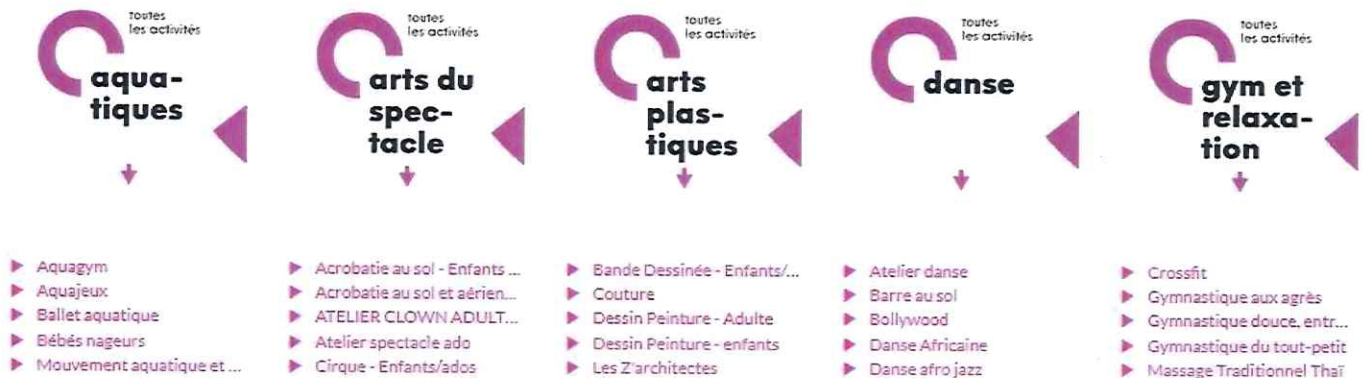 toutes
les activités
aqua-
tiques
Aquagym
Aquajeux
Ballet aquatique
Bébés nageurs
Mouvement aquatique et ...
toutes
les activités
arts du
spec-
tacle
Acrobatie au sol - Enfants ...
Acrobatie au sol et aérien...
ATELIER CLOWN ADULT...
Atelier spectacle ado
Cirque - Enfants/ados
toutes
les activités
arts
plas-
tiques
Bande Dessinée - Enfants/...
Couture
Dessin Peinture - Adulte
Dessin Peinture - enfants
Les Z'architectes
toutes
les activités
danse
Atelier danse
Barre au sol
Bollywood
Danse Africaine
Danse afro jazz
toutes
les activités
gym et
relaxa-
tion
Crossfit
Gymnastique aux agrès
Gymnastique douce, entr...
Gymnastique du tout-petit
Massage Traditionnel Thaï